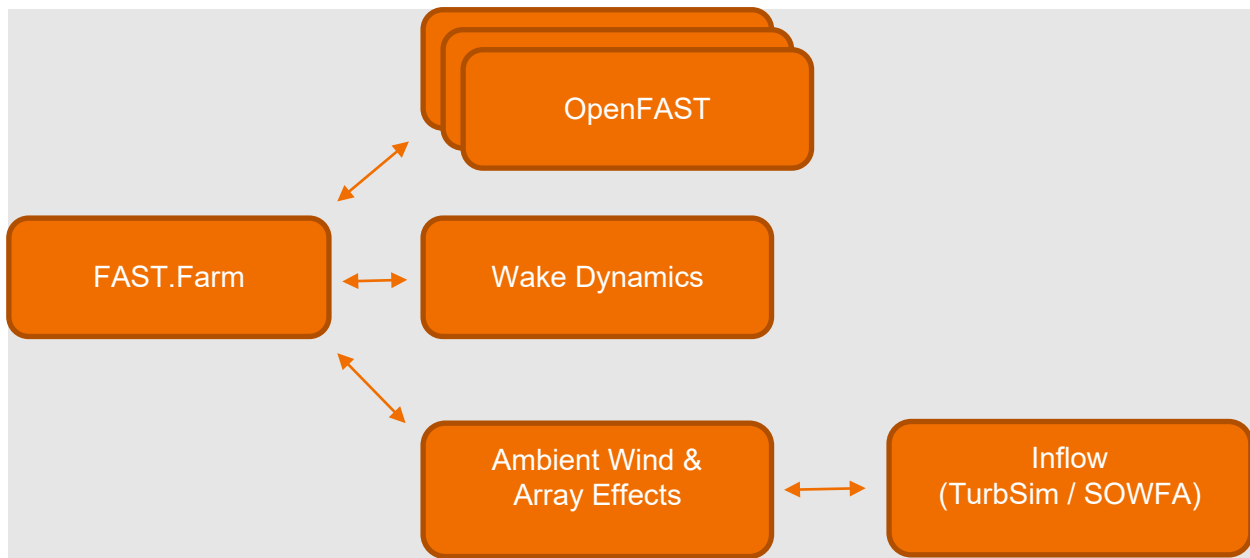 OpenFAST
FAST.Farm
Wake Dynamics
Ambient Wind &
Array Effects
Inflow
(TurbSim / SOWFA)